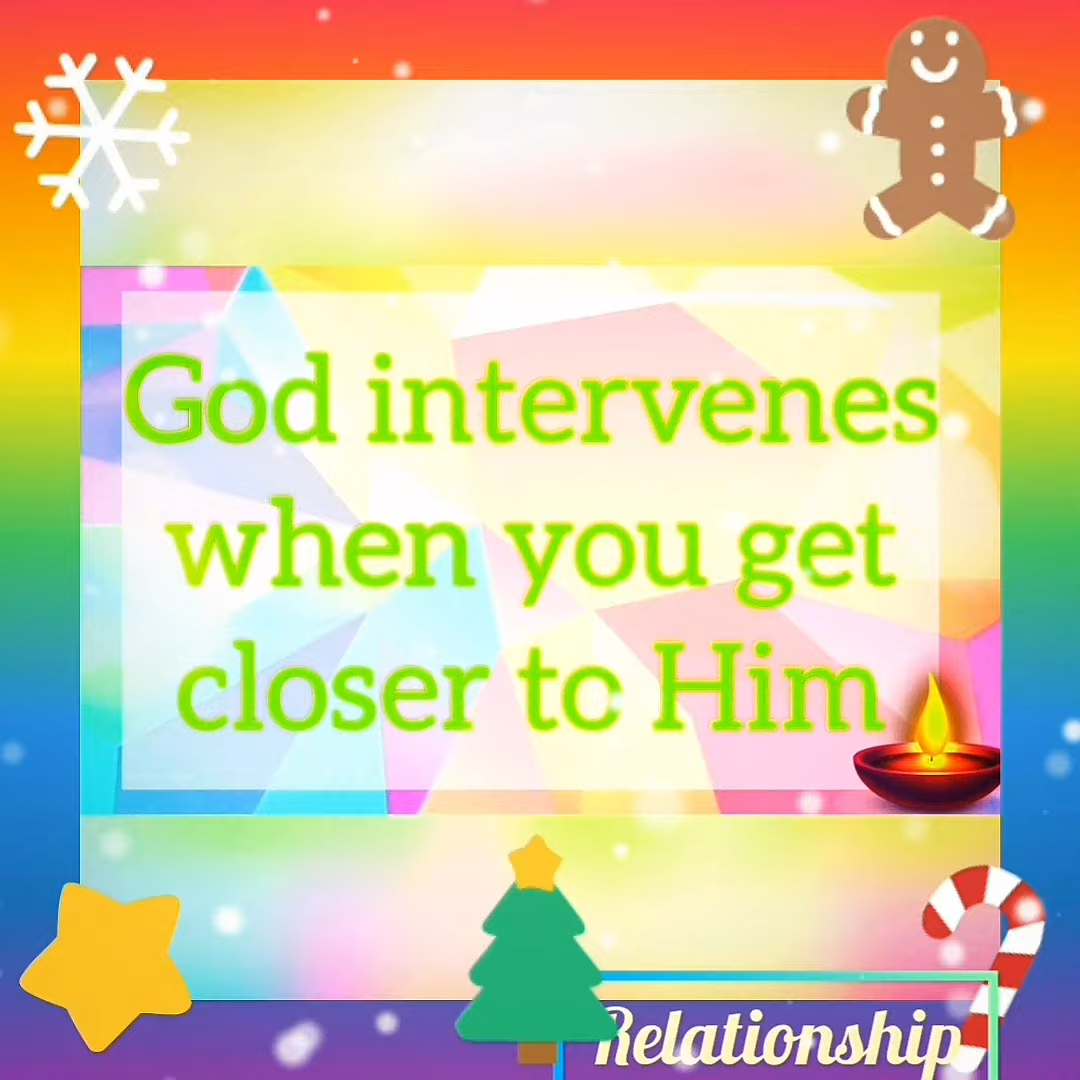 God intervenes
when you get
closer to Him
Relationship